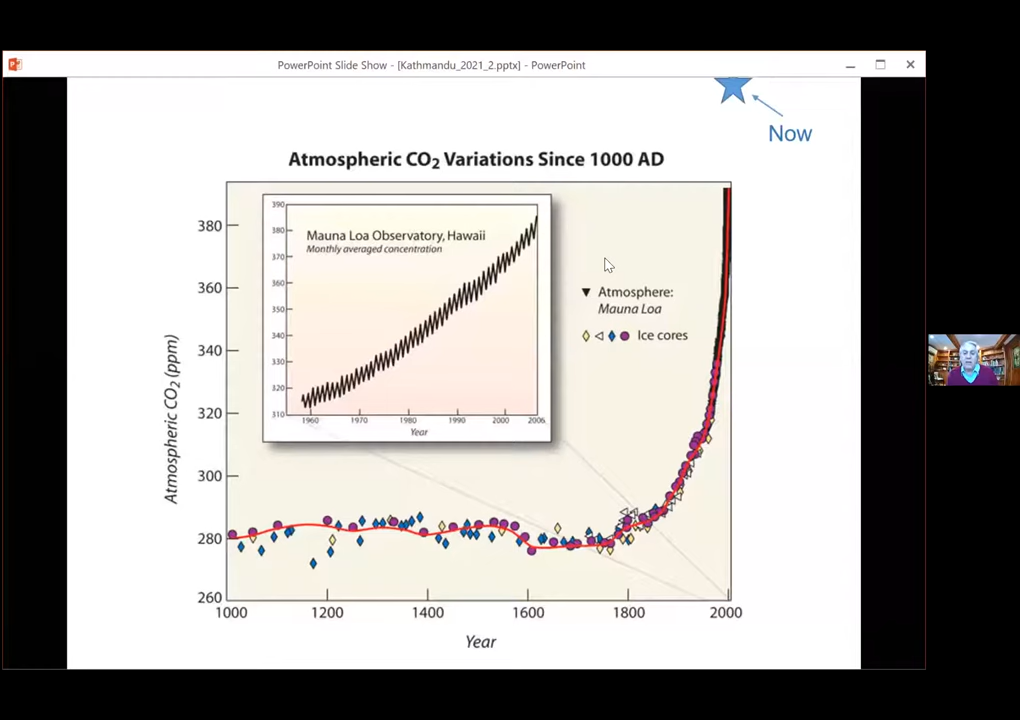 PowerPoint Slide Show - [Kathmandu_2021_2.pptx] - PowerPoint
Now
Atmospheric CO₂ Variations Since 1000 AD
390
380
370
360
350
340
330
320
310
Mauna Loa Observatory, Hawaii
Monthly averaged concentration
1960 1970 1980 1990 2000 2006
Year
Atmosphere:
Mauna Loa
Ice cores
Atmospheric CO₂ (ppm)
380
360
340
320
300
280
260
1000 1200 1400 1600 1800 2000
Year